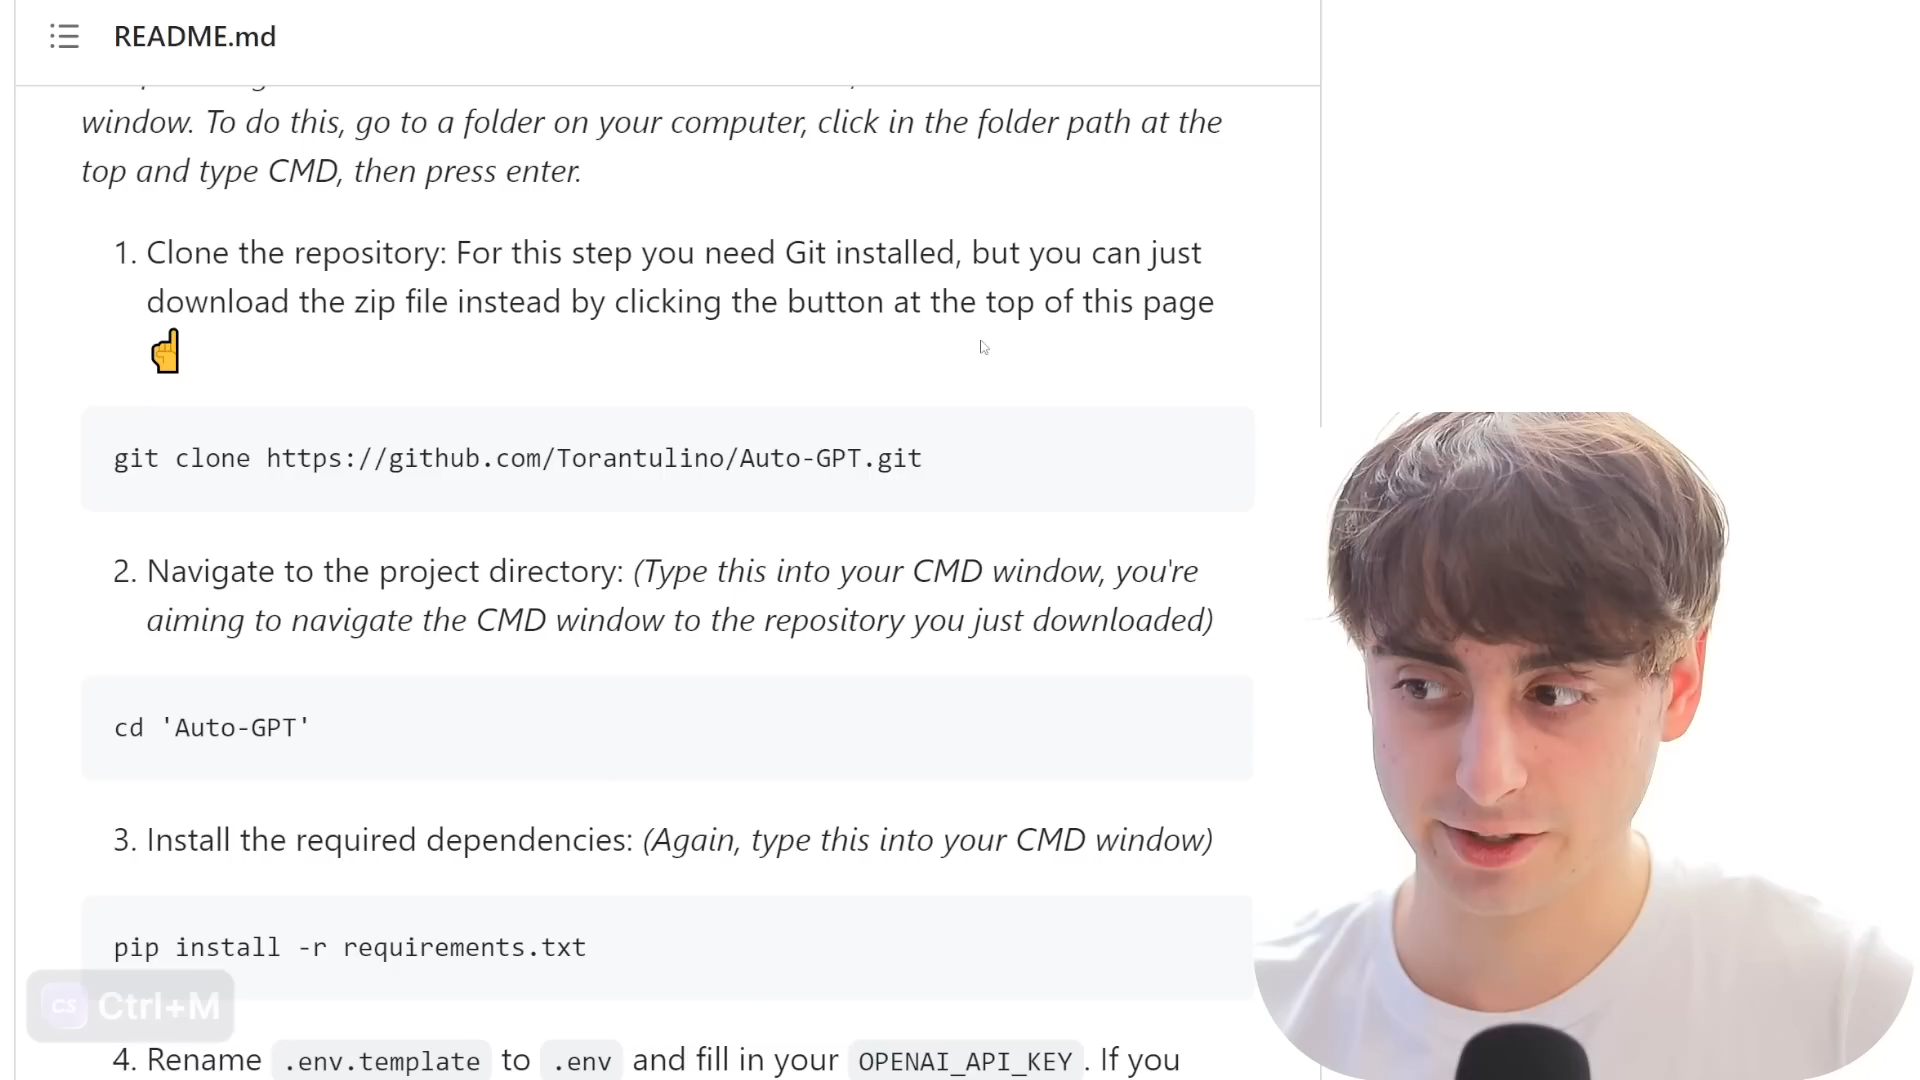 README.md
window. To do this, go to a folder on your computer, click in the folder path at the
top and type CMD, then press enter.
1. Clone the repository: For this step you need Git installed, but you can just
download the zip file instead by clicking the button at the top of this page
☝
git clone https://github.com/Torantulino/Auto-GPT.git
2. Navigate to the project directory: (Type this into your CMD window, you're
aiming to navigate the CMD window to the repository you just downloaded)
cd 'Auto-GPT'
3. Install the required dependencies: (Again, type this into your CMD window)
pip install -r requirements.txt
CS Ctrl+M
4. Rename .env.template to .env and fill in your OPENAI_API_KEY. If you